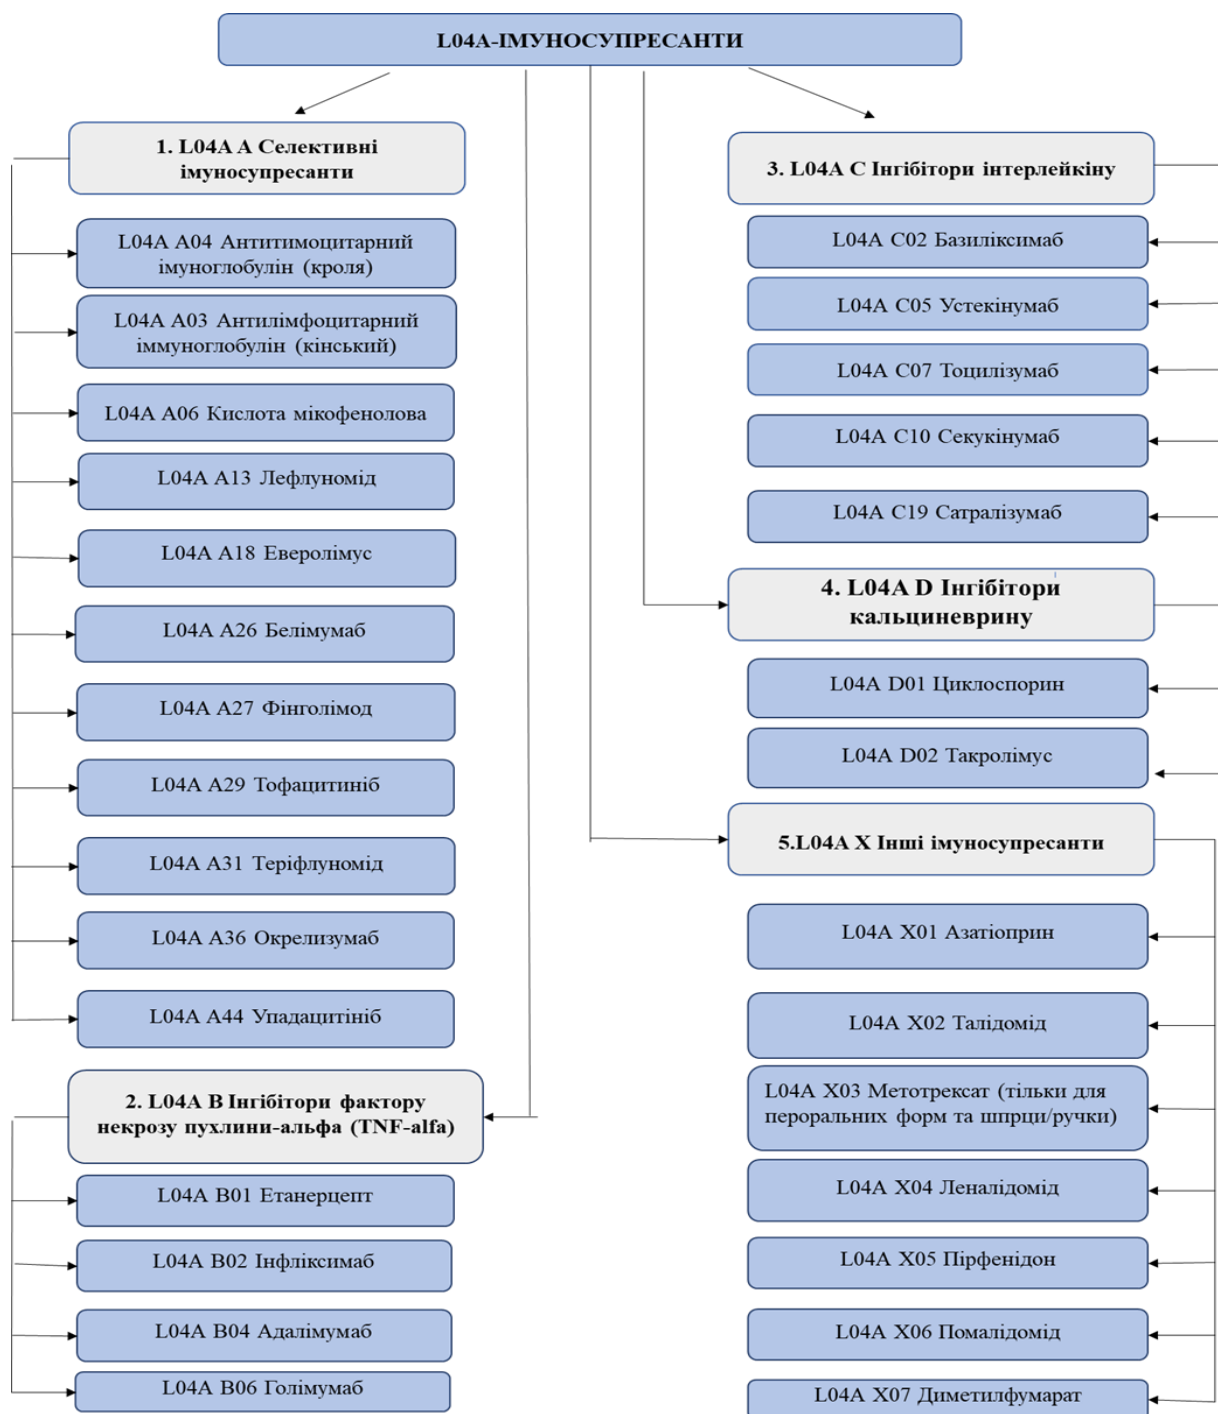 L04A-ІМУНОСУПРЕСАНТИ
1. L04A A Селективні
імуносупресанти
L04A A04 Антитимоцитарний
імуноглобулін (кроля)
L04A A03 Антилімфоцитарний
іммуноглобулін (кінський)
L04A A06 Кислота мікофенолова
L04A A13 Лефлуномід
L04A A18 Еверолімус
L04A A26 Белімумаб
L04A A27 Фінголімод
L04A A29 Тофацитиніб
L04A A31 Теріфлуномід
L04A A36 Окрелизумаб
L04A A44 Упадацитініб
2. L04A B Інгібітори фактору
некрозу пухлини-альфа (TNF-alfa)
L04A B01 Етанерцепт
L04A B02 Інфліксимаб
L04A B04 Адалімумаб
L04A B06 Голімумаб
3. L04A C Інгібітори інтерлейкіну
L04A C02 Базиліксимаб
L04A C05 Устекінумаб
L04A C07 Тоцилізумаб
L04A C10 Секукінумаб
L04A C19 Сатралізумаб
4. L04A D Інгібітори
кальциневрину
L04A D01 Циклоспорин
L04A D02 Такролімус
5.L04A X Інші імуносупресанти
L04A X01 Азатіоприн
L04A X02 Талідомід
L04A X03 Метотрексат (тільки для
пероральних форм та шпрци/ручки)
L04A X04 Леналідомід
L04A X05 Пірфенідон
L04A X06 Помалідомід
L04A X07 Диметилфумарат